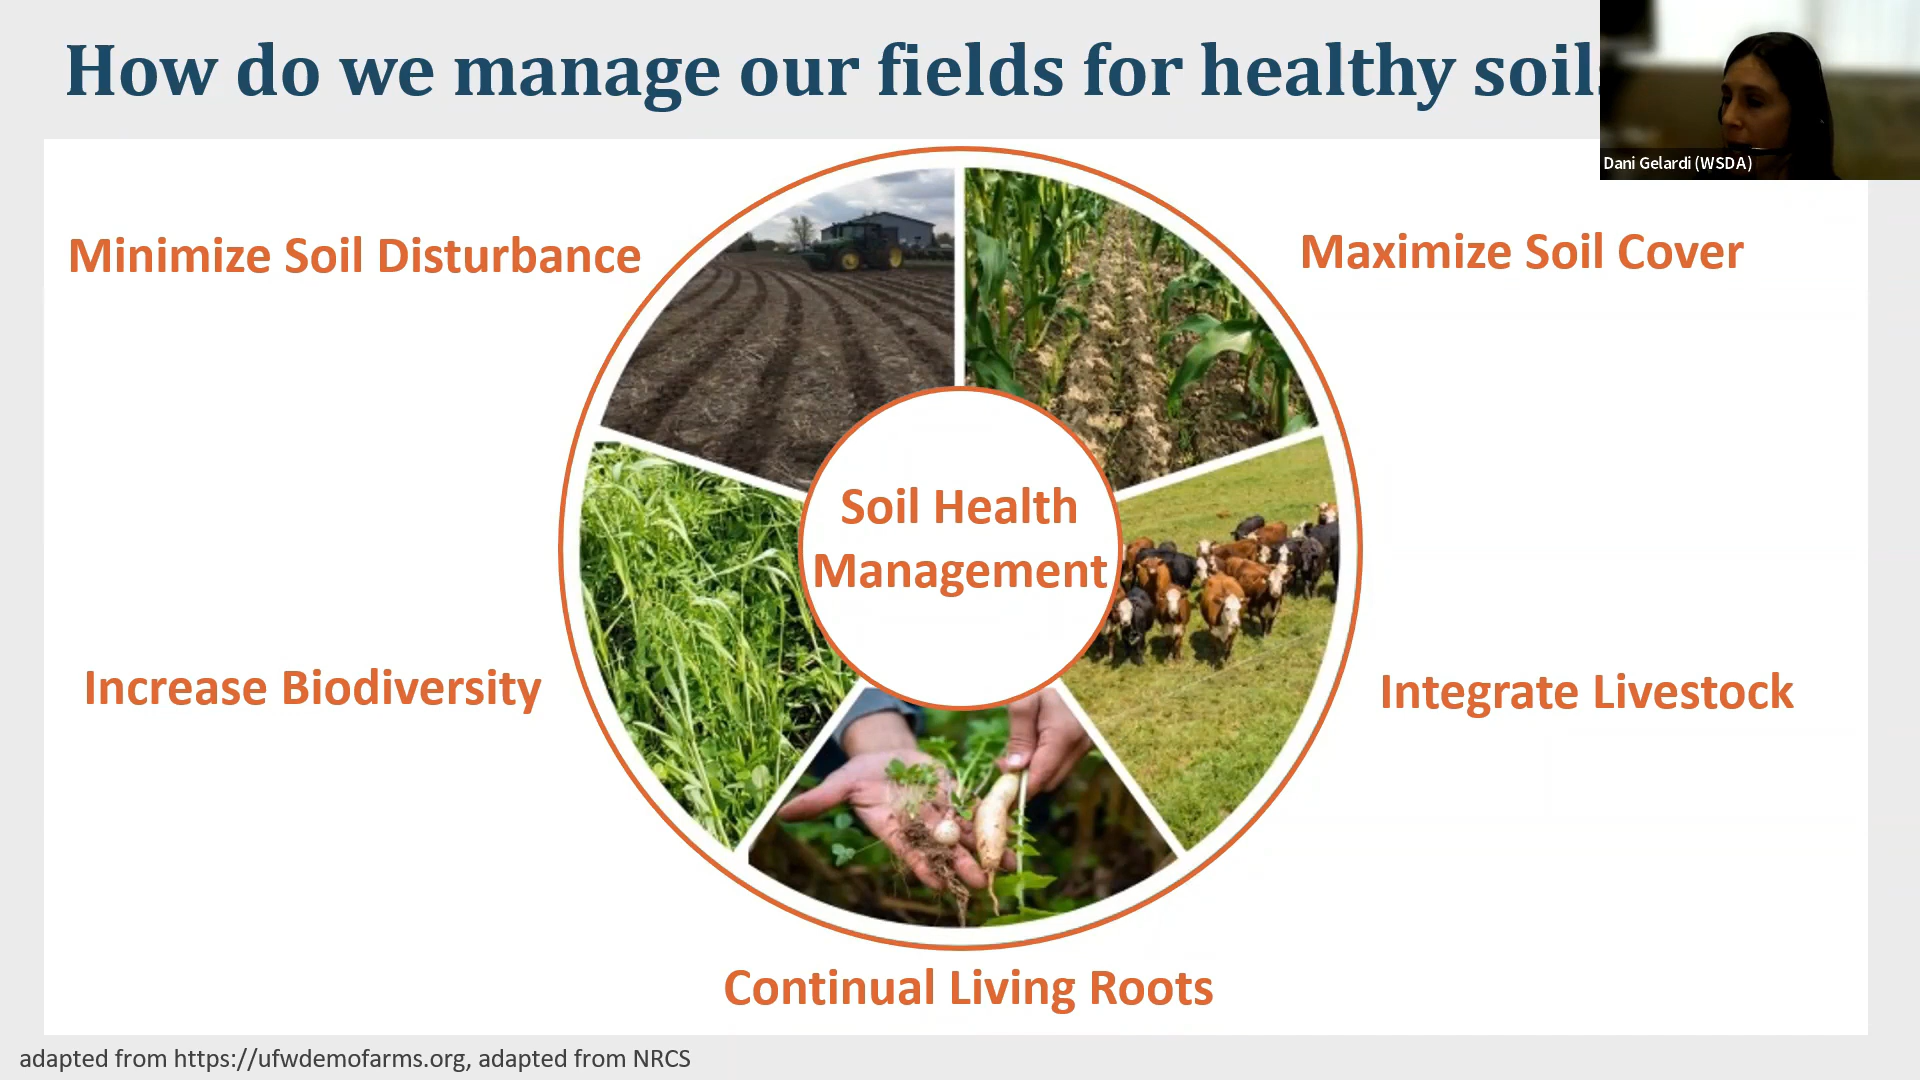 How do we manage our fields for healthy soil
Dani Gelardi (WSDA)
Minimize Soil Disturbance
Maximize Soil Cover
Soil Health
Management
Increase Biodiversity
Integrate Livestock
Continual Living Roots
adapted from https://ufwdemofarms.org, adapted from NRCS